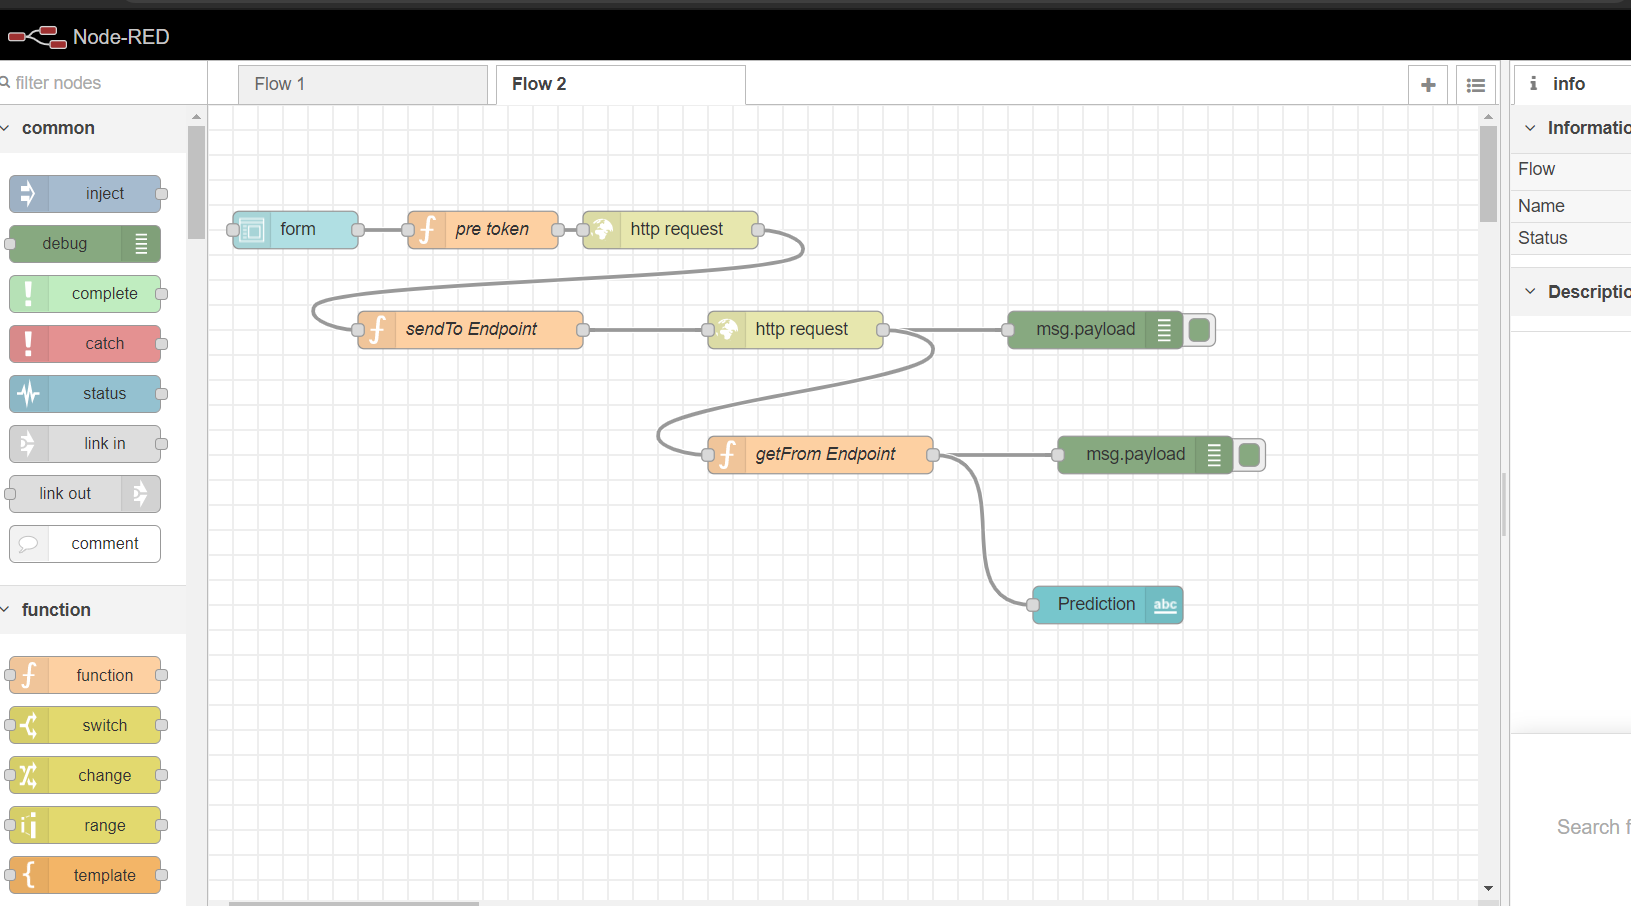 Node-RED
filter nodes
Flow 1
Flow 2
info
common
inject
debug
complete
catch
status
link in
link out
comment
function
function
switch
change
range
template
form
pre token
http request
sendTo Endpoint
http request
msg.payload
getFrom Endpoint
msg.payload
Prediction
abc
Informatio
Flow
Name
Status
Descriptio
Search f